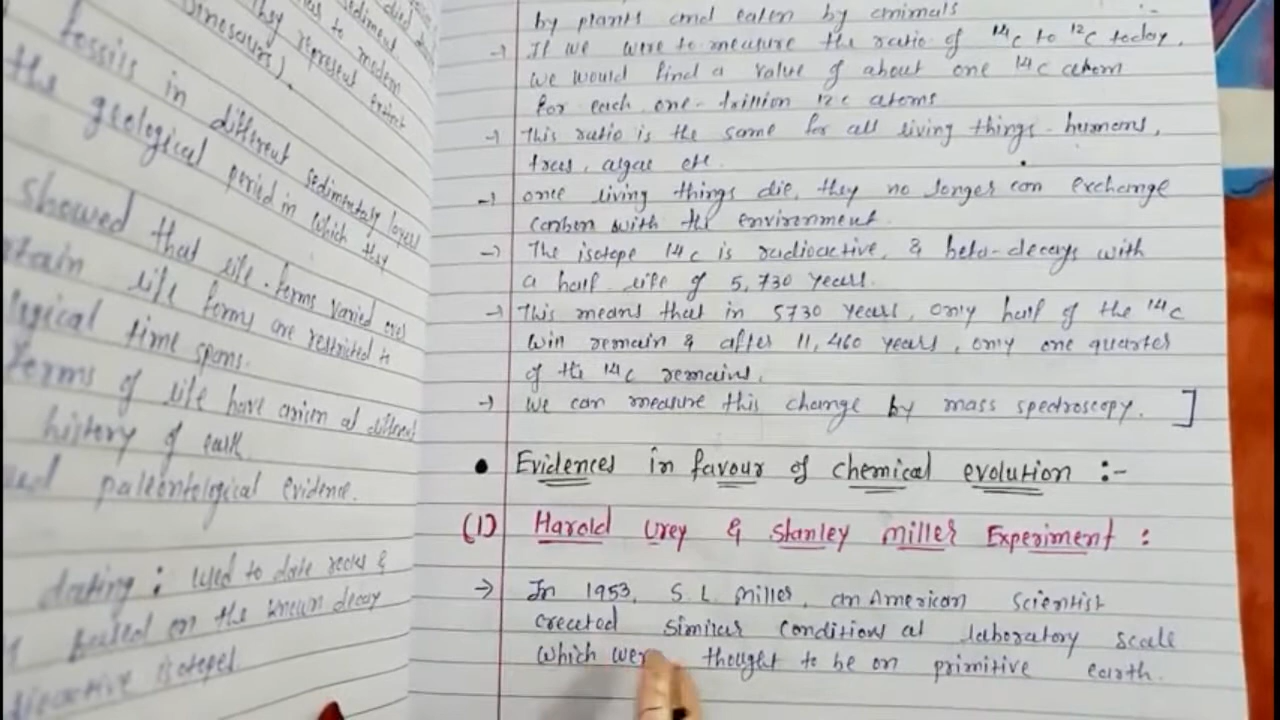 died
sediment.
modern
they represent extinct
Dinosaurs).
fossils in different sedimentary layers
the geological period in which they
showed that life-forms varied over
life forms are restricted to
time spans.
forms of life have arisen at different
history of earth.
paleontological evidence.
dating : used to date rocks &
based on the known decay
isotopes.
by plants and eaten by animals
→ If we were to measure the ratio of ¹⁴C to ¹²C today,
we would find a value of about one ¹⁴C atom
for each one-trillion 12C atoms
→ This ratio is the same for all living things - humans,
trees, algae etc.
→ once living things die, they no longer can exchange
carbon with the environment.
→ The isotope ¹⁴C is radioactive, & beta-decays with
a half-life of 5,730 years.
→ This means that in 5730 years, only half of the ¹⁴C
will remain & after 11,460 years, only one quarter
of the ¹⁴C remains.
→ we can measure this change by mass spectroscopy. ]
• Evidences in favour of chemical evolution :-
(1) Harold Urey & Stanley Miller Experiment :
→ In 1953, S.L. Miller, an American scientist
created similar conditions at laboratory scale
which were thought to be on primitive earth.